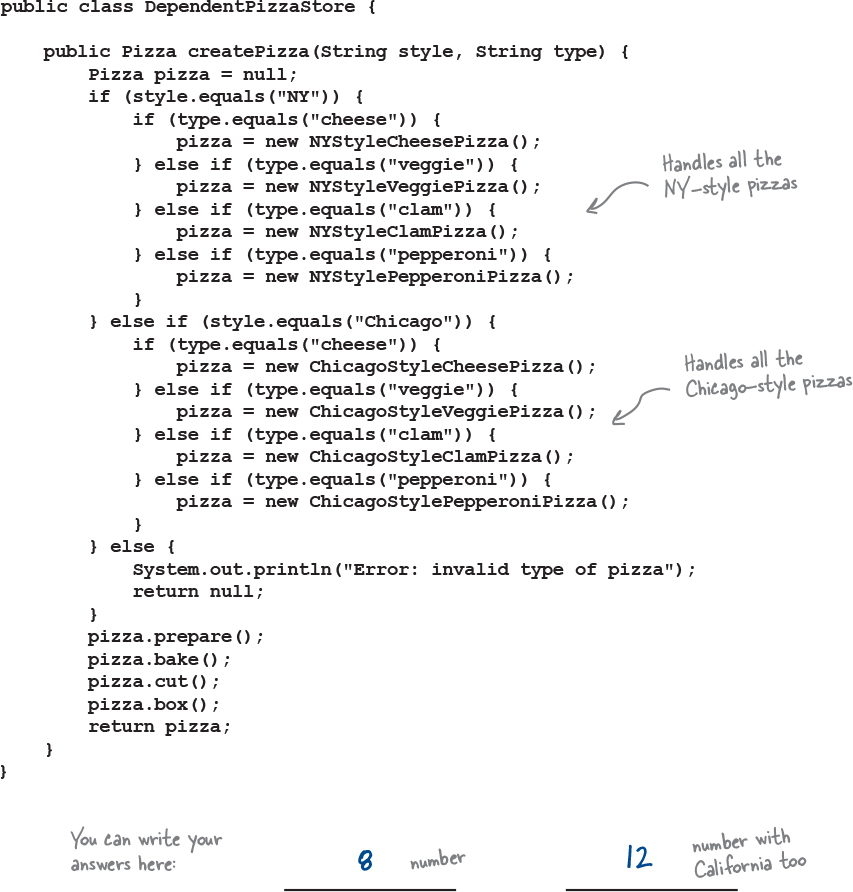 public class DependentPizzaStore {
public Pizza createPizza(String style, String type) {
Pizza pizza = null;
if (style.equals("NY")) {
if (type.equals("cheese")) {
pizza = new NYStyleCheesePizza();
} else if (type.equals("veggie")) {
pizza = new NYStyleVeggiePizza();
} else if (type.equals("clam")) {
pizza = new NYStyleClamPizza();
} else if (type.equals("pepperoni")) {
pizza = new NYStylePepperoniPizza();
}
Handles all the
NY-style pizzas
} else if (style.equals("Chicago")) {
if (type.equals("cheese")) {
pizza = new ChicagoStyleCheesePizza();
} else if (type.equals("veggie")) {
pizza = new ChicagoStyleVeggiePizza();
} else if (type.equals("clam")) {
pizza = new ChicagoStyleClamPizza();
} else if (type.equals("pepperoni")) {
pizza = new ChicagoStylePepperoniPizza();
}
Handles all the
Chicago-style pizzas
} else {
System.out.println("Error: invalid type of pizza");
return null;
}
pizza.prepare();
pizza.bake();
pizza.cut();
pizza.box();
return pizza;
}
}
You can write your
answers here:
8 number
12 number with
California too